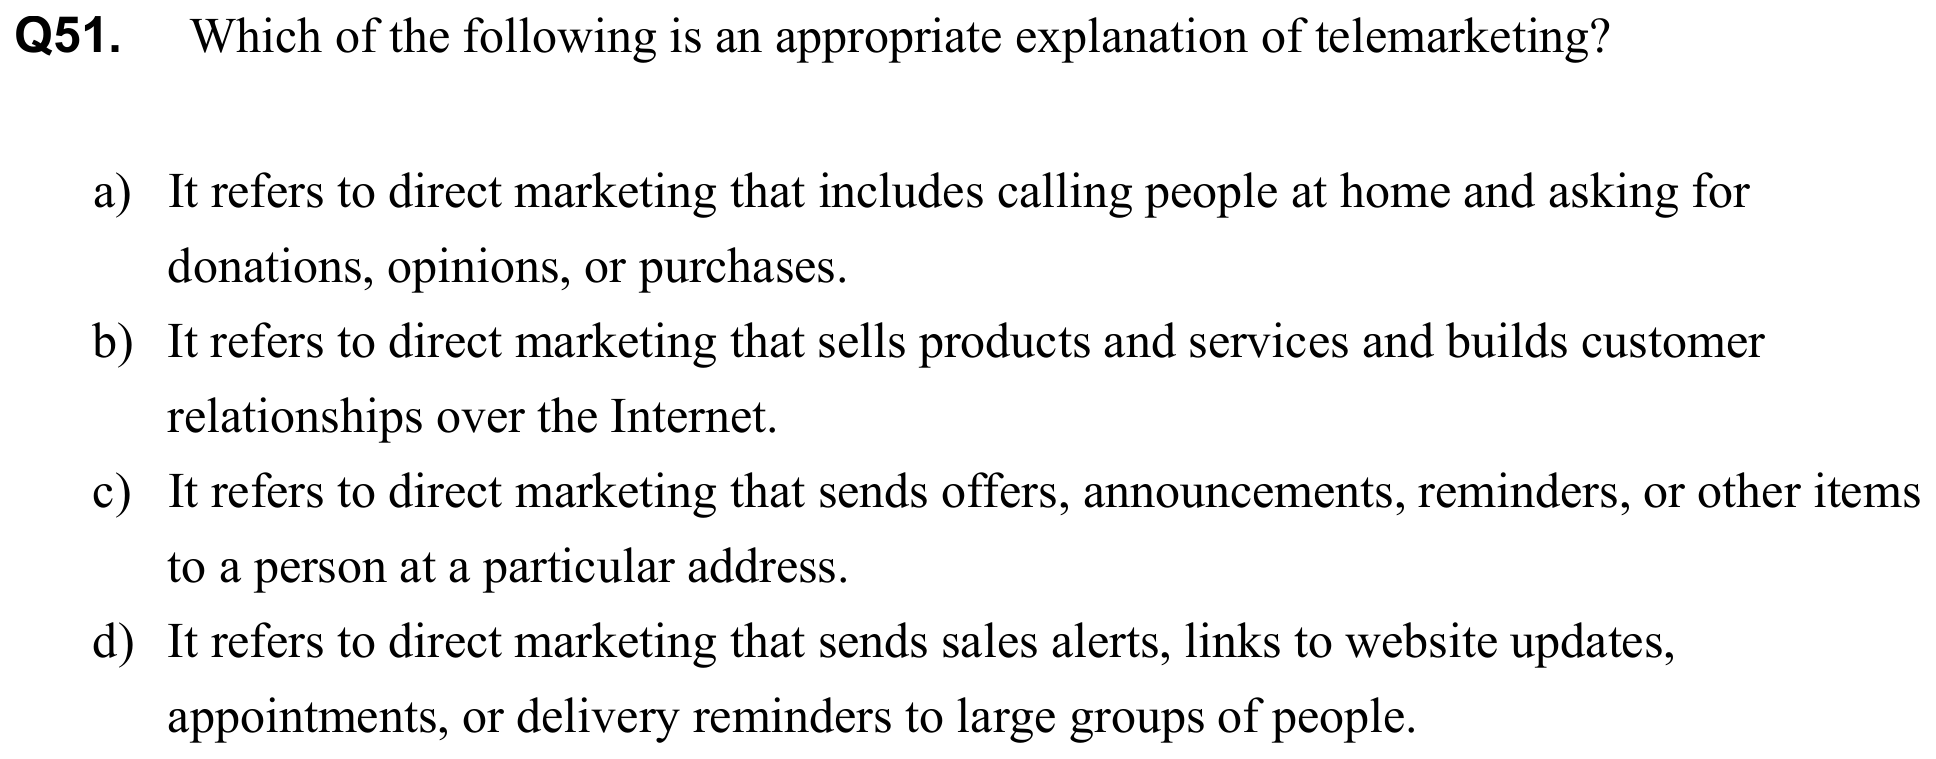 Q51. Which of the following is an appropriate explanation of telemarketing?
a) It refers to direct marketing that includes calling people at home and asking for
donations, opinions, or purchases.
b) It refers to direct marketing that sells products and services and builds customer
relationships over the Internet.
c) It refers to direct marketing that sends offers, announcements, reminders, or other items
to a person at a particular address.
d) It refers to direct marketing that sends sales alerts, links to website updates,
appointments, or delivery reminders to large groups of people.